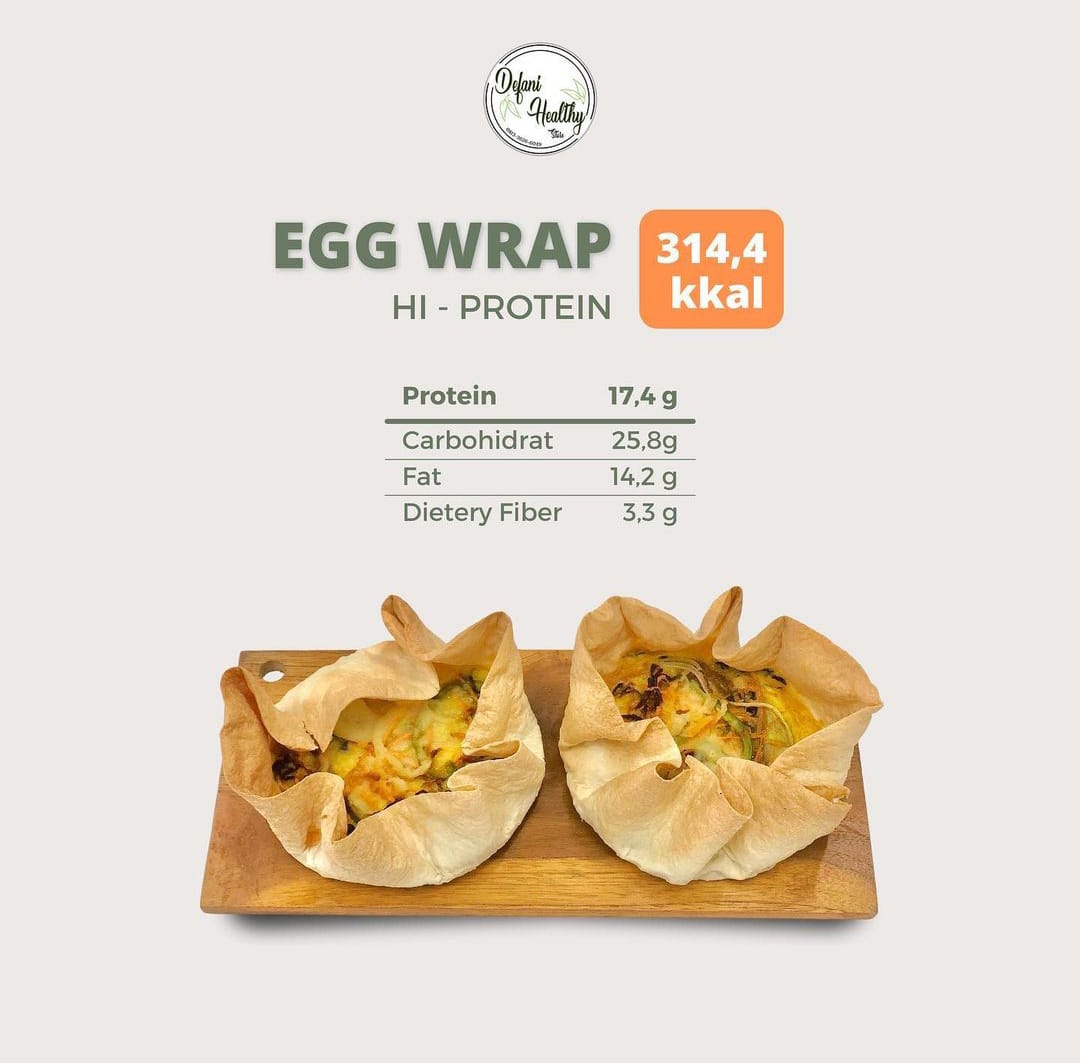 Defani
Healthy
Store
EGG WRAP
HI - PROTEIN
314,4
kkal
Protein 17,4 g
Carbohidrat 25,8g
Fat 14,2 g
Dietery Fiber 3,3 g